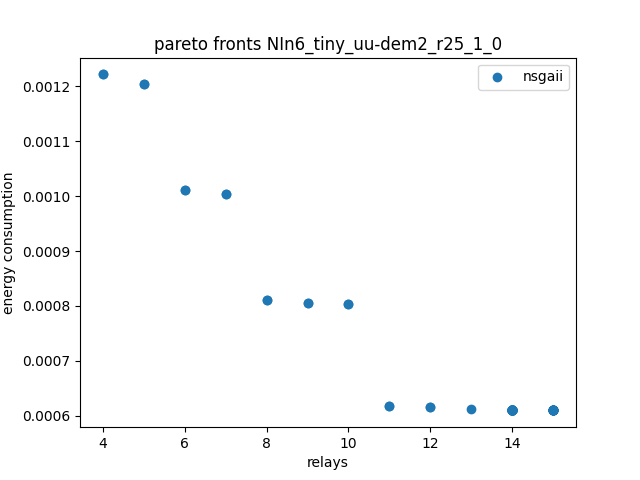 pareto fronts NIn6_tiny_uu-dem2_r25_1_0
nsgaii
energy consumption
0.0012
0.0011
0.0010
0.0009
0.0008
0.0007
0.0006
4 6 8 10 12 14
relays